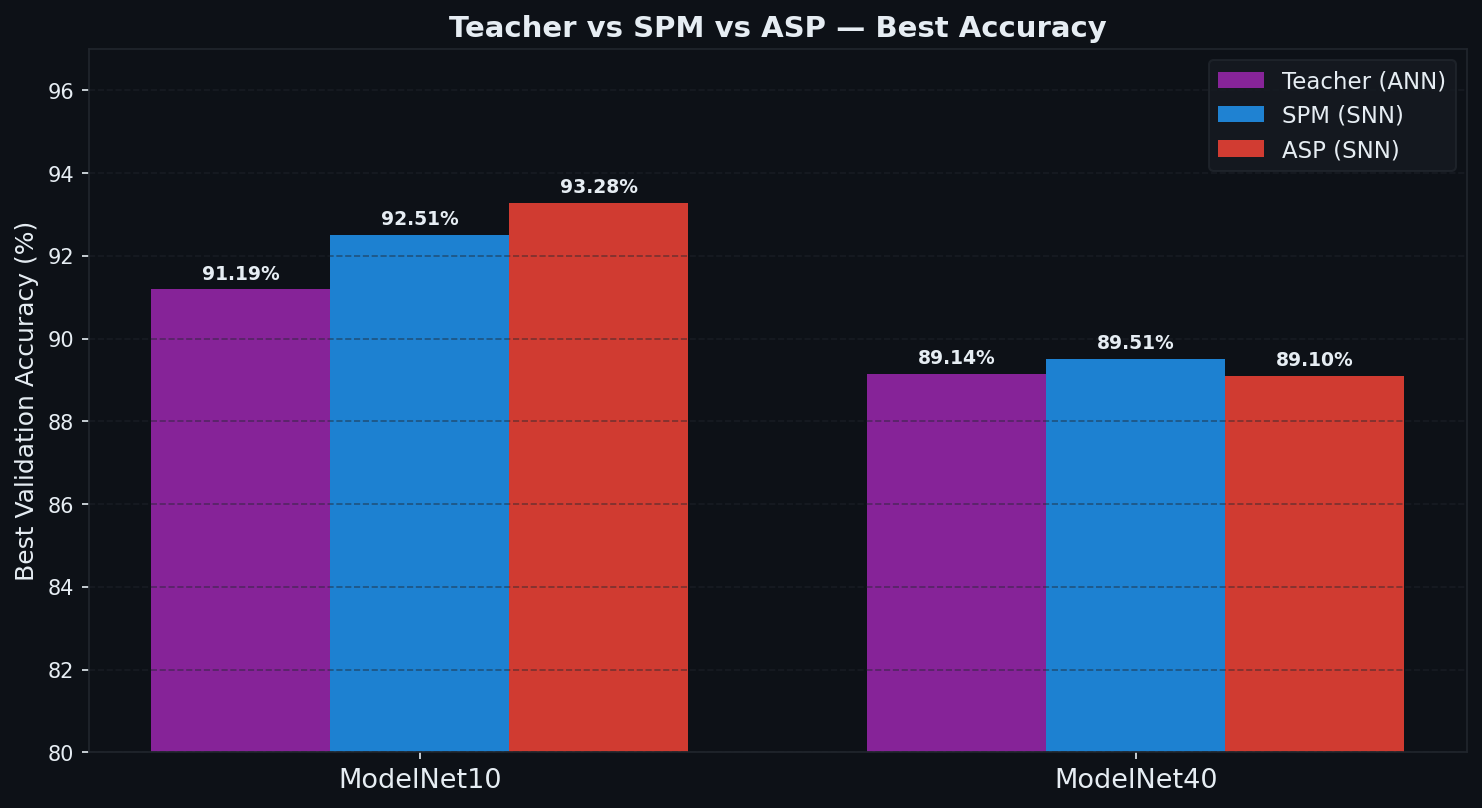 Teacher vs SPM vs ASP — Best Accuracy
Teacher (ANN)
SPM (SNN)
ASP (SNN)
Best Validation Accuracy (%)
96
94
92
90
88
86
84
82
80
91.19%
92.51%
93.28%
89.14%
89.51%
89.10%
ModelNet10
ModelNet40